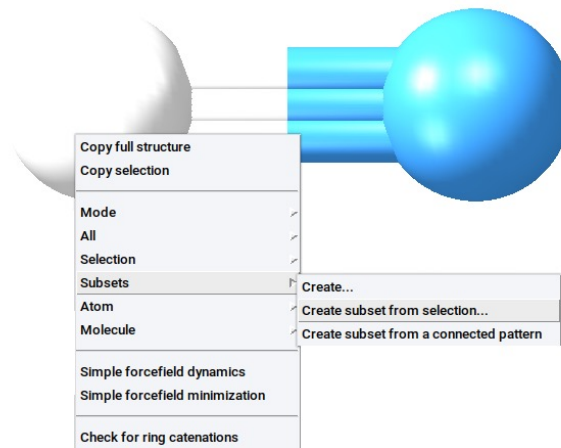 Copy full structure
Copy selection
Mode
All
Selection
Subsets
Atom
Molecule
Simple forcefield dynamics
Simple forcefield minimization
Check for ring catenations
Create...
Create subset from selection...
Create subset from a connected pattern